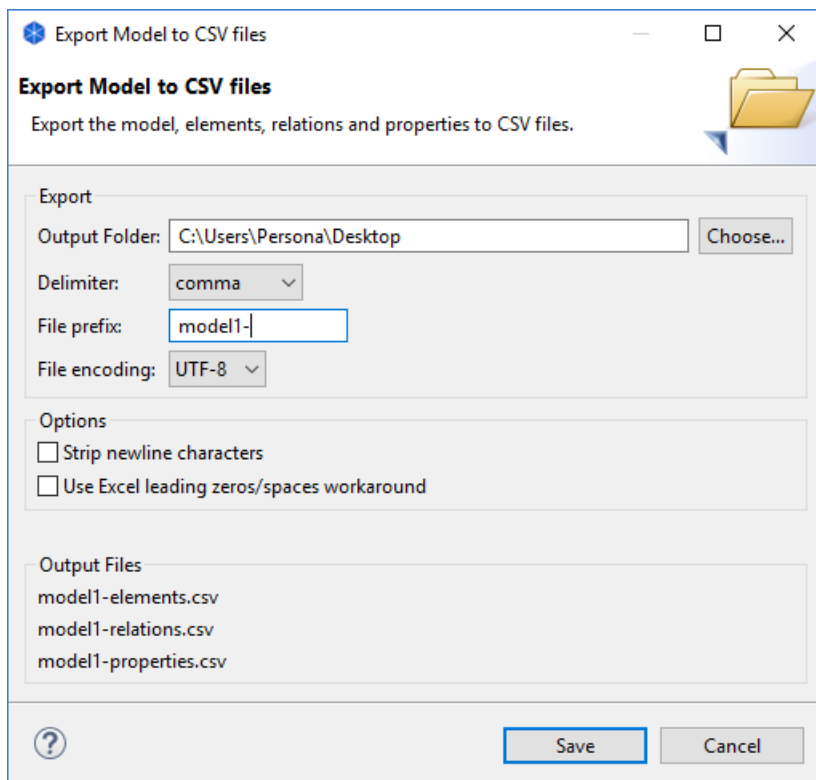 Export Model to CSV files
Export Model to CSV files
Export the model, elements, relations and properties to CSV files.
Export
Output Folder: C:\Users\Persona\Desktop Choose...
Delimiter: comma
File prefix: model1-
File encoding: UTF-8
Options
Strip newline characters
Use Excel leading zeros/spaces workaround
Output Files
model1-elements.csv
model1-relations.csv
model1-properties.csv
? Save Cancel